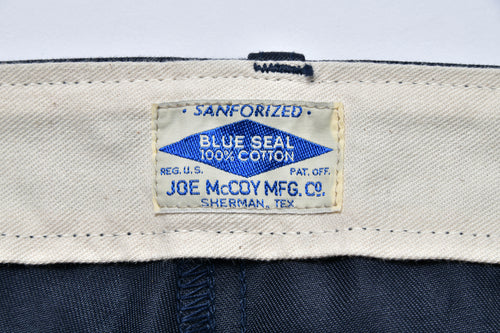 · SANFORIZED ·
BLUE SEAL
100% COTTON
REG. U.S. PAT. OFF.
JOE McCOY MFG. Co.
SHERMAN, TEX